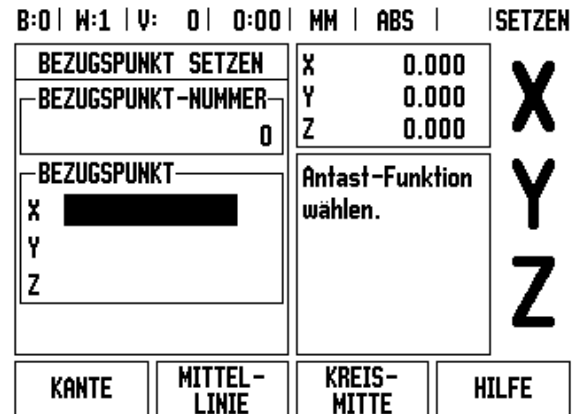 B:0 | W:1 | V: 0 | 0:00 | MM | ABS | | SETZEN
BEZUGSPUNKT SETZEN
BEZUGSPUNKT-NUMMER
0
BEZUGSPUNKT
X
Y
Z
X 0.000
Y 0.000
Z 0.000
Antast-Funktion
wählen.
X
Y
Z
KANTE
MITTEL-
LINIE
KREIS-
MITTE
HILFE